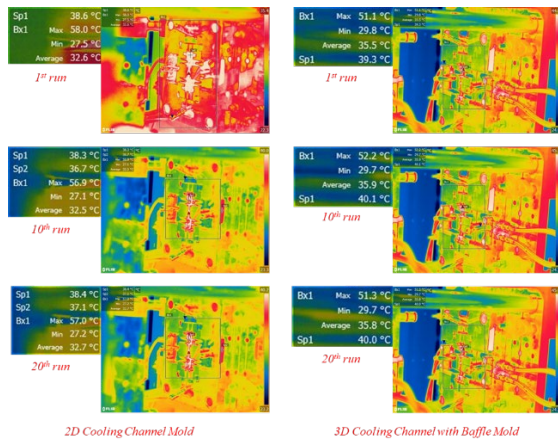 Sp1 38.6 °C
Bx1 Max 58.0 °C
Min 27.5 °C
Average 32.6 °C
1st run
Bx1 Max 51.1 °C
Min 29.8 °C
Average 35.5 °C
Sp1 39.3 °C
1st run
Sp1 38.3 °C
Sp2 36.7 °C
Bx1 Max 56.9 °C
Min 27.1 °C
Average 32.5 °C
10th run
Bx1 Max 52.2 °C
Min 29.7 °C
Average 35.9 °C
Sp1 40.1 °C
10th run
Sp1 38.4 °C
Sp2 37.1 °C
Bx1 Max 57.0 °C
Min 27.2 °C
Average 32.7 °C
20th run
Bx1 Max 51.3 °C
Min 29.7 °C
Average 35.8 °C
Sp1 40.0 °C
20th run
2D Cooling Channel Mold
3D Cooling Channel with Baffle Mold